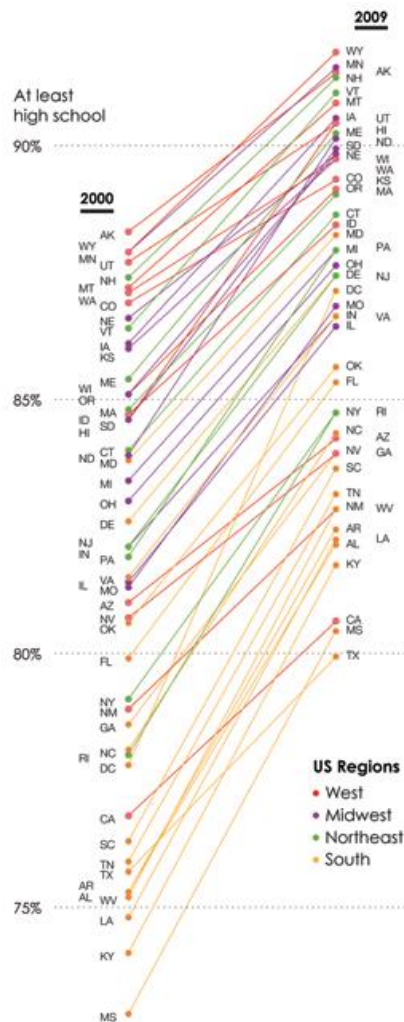 2009
WY
MN AK
NH
VT
MT
At least
high school
IA UT
HI
ME ND
SD
90%
NE WI
WA
2000
CO KS
OR MA
CT
ID
MD
AK
WY
MN UT
MI PA
OH
DE NJ
NH
MT
WA
CO
DC
MO
IN VA
IL
NE
VT
IA
KS
OK
FL
ME
WI
OR
85%
MA
ID SD
HI
NY RI
NC AZ
NV GA
SC
CT
ND MD
MI
OH
TN
NM WV
DE
AR LA
AL
KY
NJ
IN PA
VA
IL MO
AZ
NV
OK
CA
MS
FL
80%
TX
NY
NM
GA
NC
RI DC
US Regions
West
Midwest
Northeast
South
CA
SC
TN
TX
AR
AL WV
75%
LA
KY
MS